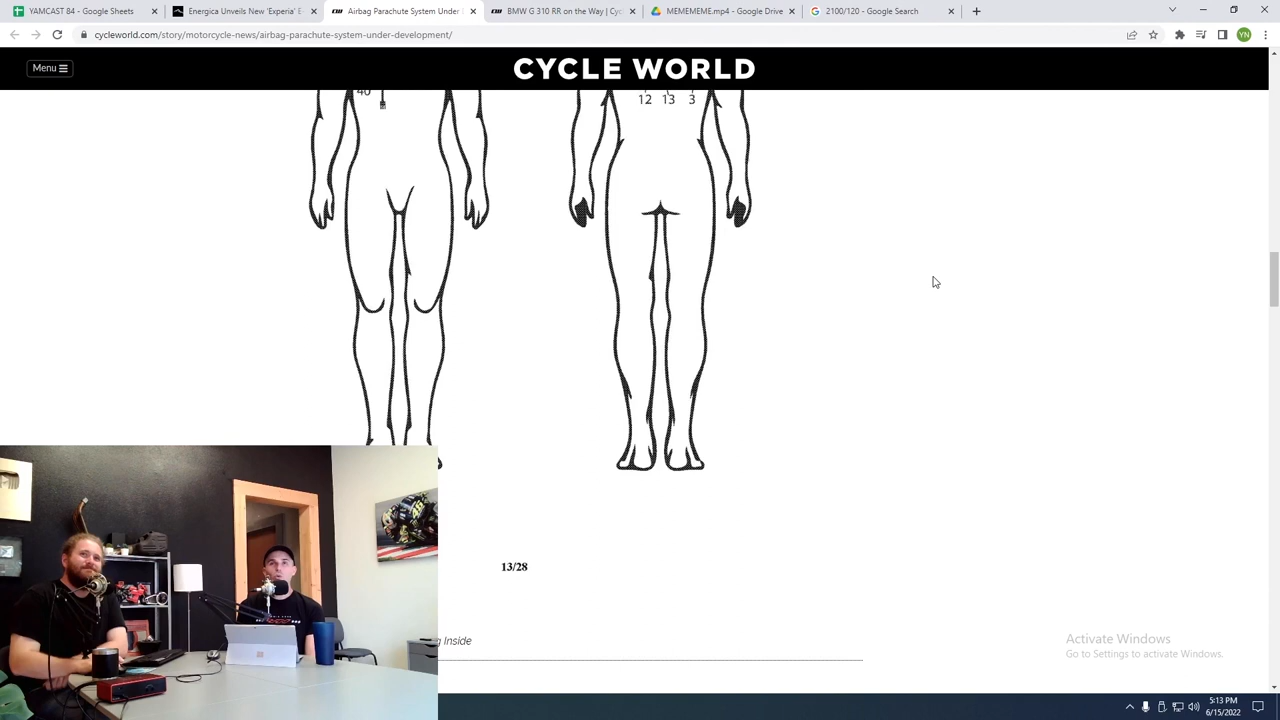 YAMCAST 84 - Google Sheets
Energica Unveils New 'Experia' E
Airbag Parachute System Under
BMW G 310 RR on the Way | Cyc
MEMEMEME.mp4 - Google Drive
2100/120 - Google Search
cycleworld.com/story/motorcycle-news/airbag-parachute-system-under-development/
YN
Menu
CYCLE WORLD
40
12 13 3
13/28
Inside
Activate Windows
Go to Settings to activate Windows.
5:13 PM
6/15/2022